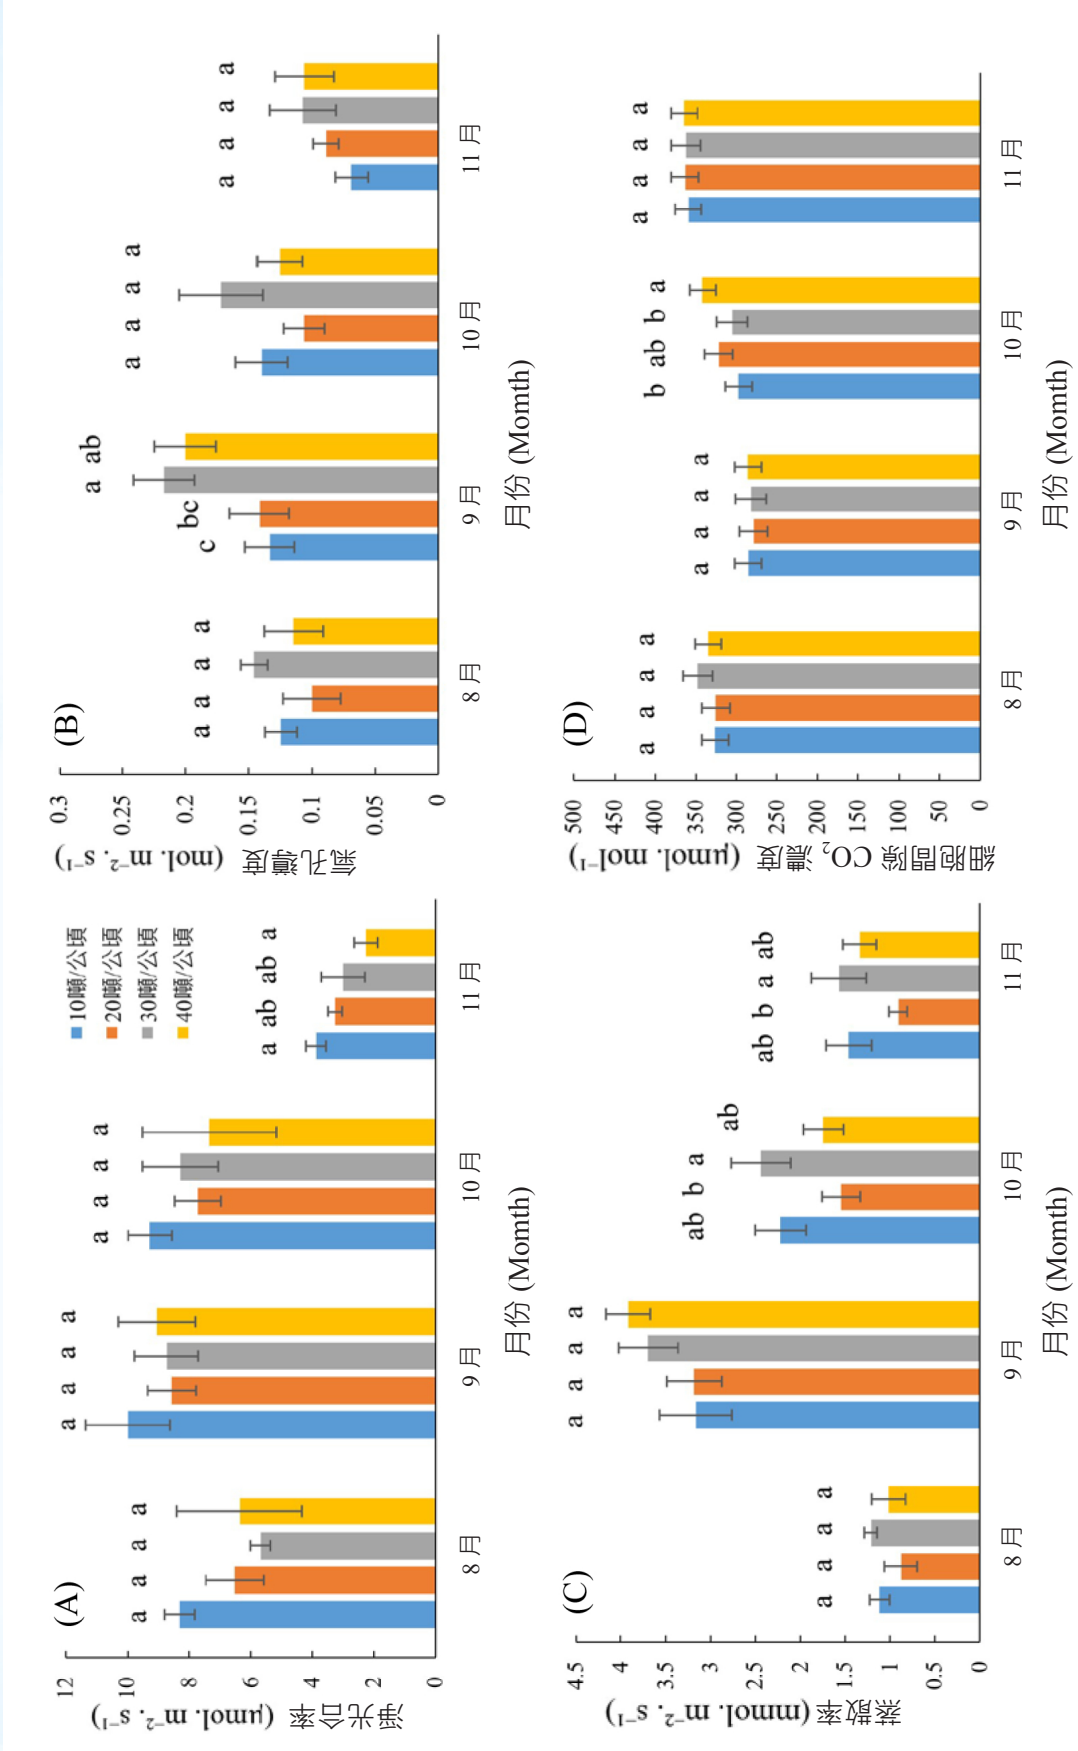 (A)
淨光合率
(μmol. m⁻². s⁻¹)
12
10
8
6
4
2
0
10噸/公頃
20噸/公頃
30噸/公頃
40噸/公頃
a a a a
a a a a
a a a a
a ab ab a
8月 9月 10月 11月
月份 (Momth)
(B)
氣孔導度
(mol. m⁻². s⁻¹)
0.3
0.25
0.2
0.15
0.1
0.05
0
a a a a
c bc a ab
a a a a
a a a a
8月 9月 10月 11月
月份 (Momth)
(C)
蒸散率
(mmol. m⁻². s⁻¹)
4.5
4
3.5
3
2.5
2
1.5
1
0.5
0
a a a a
a a a a
ab b a ab
ab b a ab
8月 9月 10月 11月
月份 (Momth)
(D)
細胞間隙 CO₂ 濃度
(μmol. mol⁻¹)
500
450
400
350
300
250
200
150
100
50
0
a a a a
a a a a
b ab b a
a a a a
8月 9月 10月 11月
月份 (Momth)